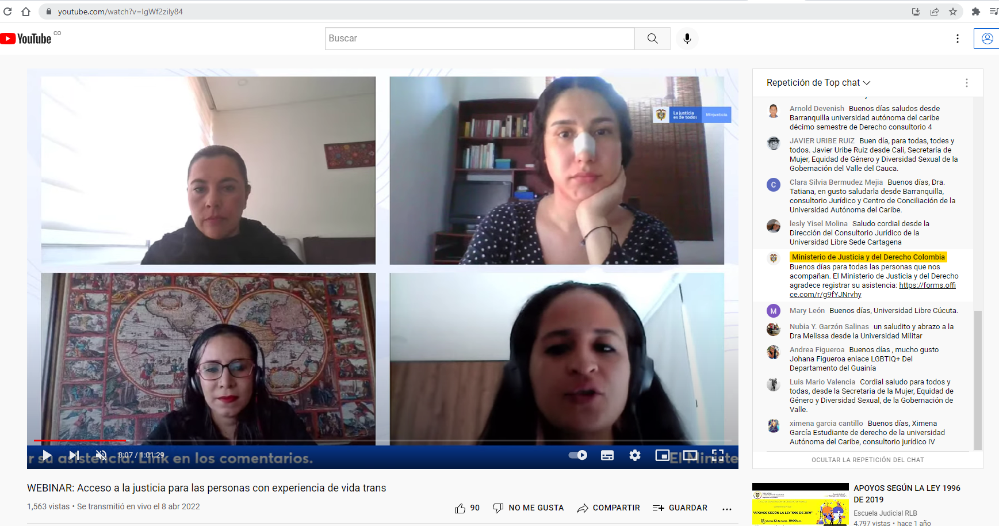 youtube.com/watch?v=IgWf2ziIy84
YouTube CO
Buscar
La justicia
es de todos
Minjusticia
r su asistencia. Link en los comentarios.
El Ministe
8:07 / 1:01:29
WEBINAR: Acceso a la justicia para las personas con experiencia de vida trans
1,563 vistas • Se transmitió en vivo el 8 abr 2022
90
NO ME GUSTA
COMPARTIR
GUARDAR
Repetición de Top chat
Arnold Devenish Buenos días saludos desde
Barranquilla universidad autónoma del caribe
décimo semestre de Derecho consultorio 4
JAVIER URIBE RUIZ Buen día, para todas, todes y
todos. Javier Uribe Ruiz desde Cali, Secretaría de
Mujer, Equidad de Género y Diversidad Sexual de la
Gobernación del Valle del Cauca.
C
Clara Silvia Bermudez Mejia Buenos días, Dra.
Tatiana, en gusto saludarla desde Barranquilla,
consultorio Jurídico y Centro de Conciliación de la
Universidad Autónoma del Caribe.
lesly Yisel Molina Saludo cordial desde la
Dirección del Consultorio Jurídico de la
Universidad Libre Sede Cartagena
Ministerio de Justicia y del Derecho Colombia
Buenos días para todas las personas que nos
acompañan. El Ministerio de Justicia y del Derecho
agradece registrar su asistencia: https://forms.offi
ce.com/r/g9fYJNrvhy
M
Mary León Buenos días, Universidad Libre Cúcuta.
Nubia Y. Garzón Salinas un saludito y abrazo a la
Dra Melissa desde la Universidad Militar
Andrea Figueroa Buenos días , mucho gusto
Johana Figueroa enlace LGBTIQ+ Del
Departamento del Guainía
Luis Mario Valencia Cordial saludo para todos y
todas, desde la Secretaria de la Mujer, Equidad de
Género y Diversidad Sexual, de la Gobernación de
Valle.
ximena garcia cantillo Buenos días, Ximena
García Estudiante de derecho de la universidad
Autónoma del Caribe, consultorio jurídico IV
OCULTAR LA REPETICIÓN DEL CHAT
"APOYOS SEGÚN LA LEY 1996 DE 2019"
Viernes 12 de marzo - 10:00 a.m.
APOYOS SEGÚN LA LEY 1996
DE 2019
Escuela Judicial RLB
4,797 vistas • hace 1 año